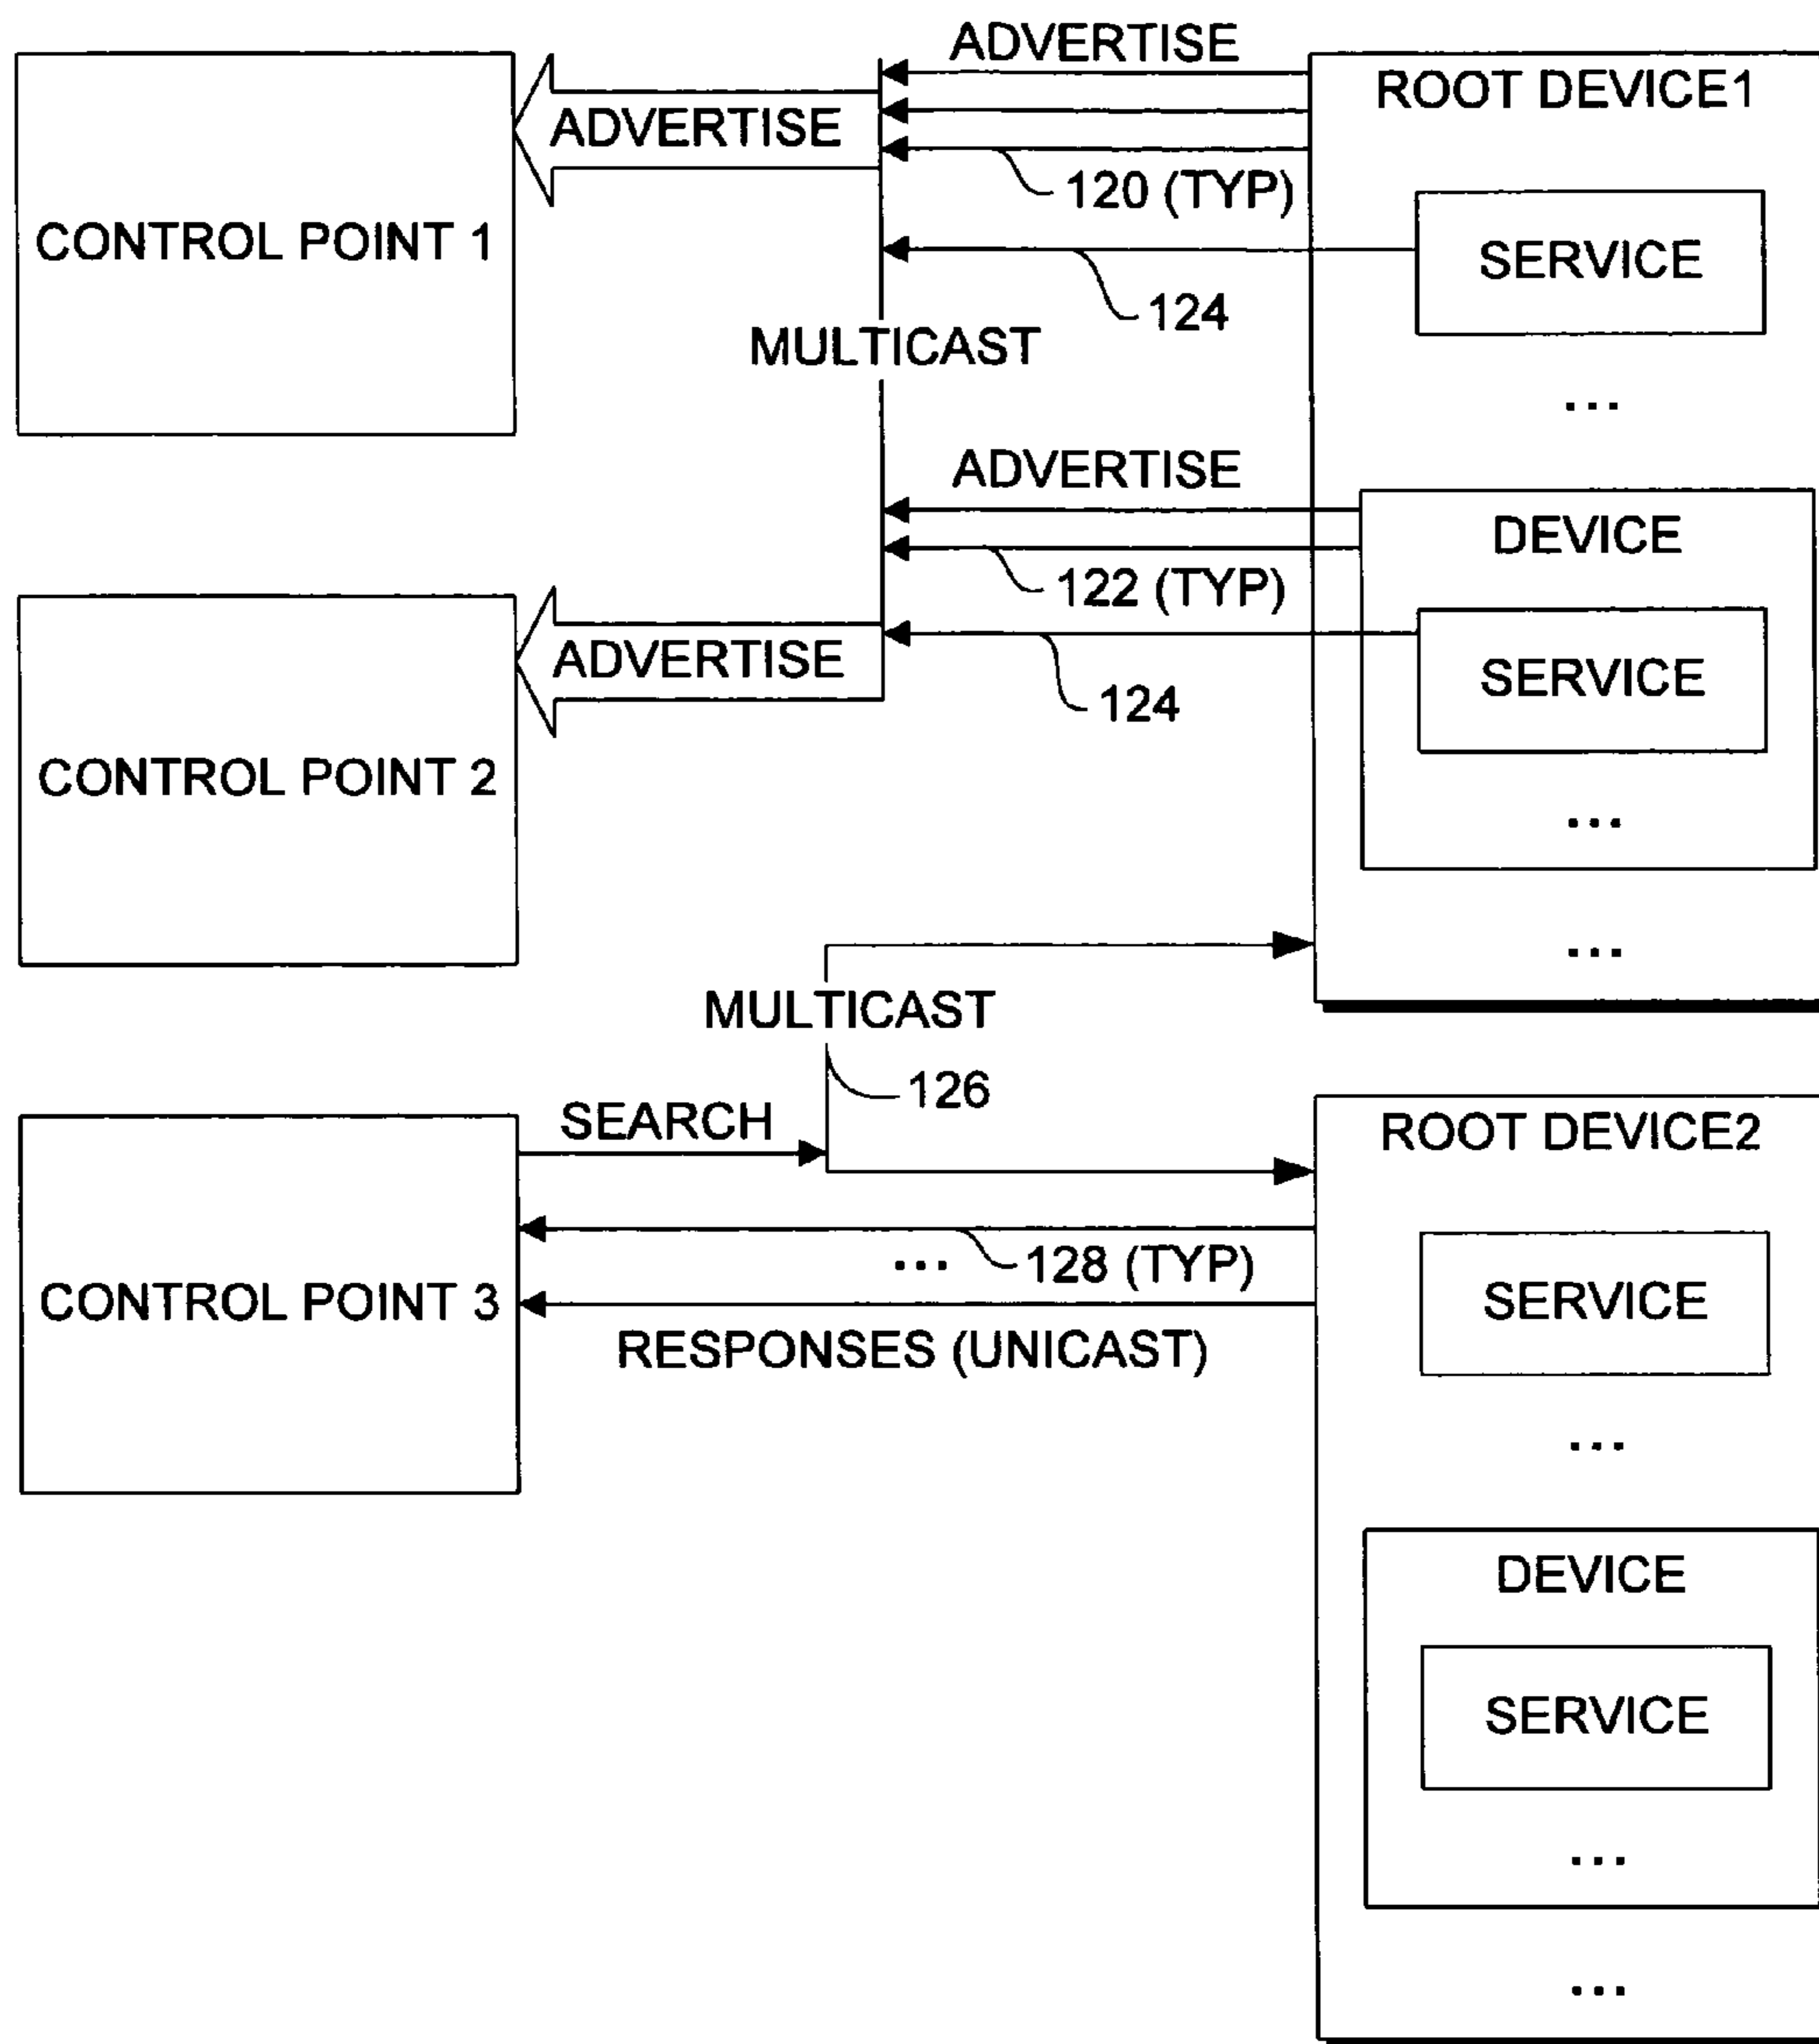 ADVERTISE
ROOT DEVICE1
ADVERTISE
120 (TYP)
CONTROL POINT 1
SERVICE
124
MULTICAST
...
ADVERTISE
DEVICE
122 (TYP)
ADVERTISE
SERVICE
124
CONTROL POINT 2
...
...
MULTICAST
126
SEARCH
ROOT DEVICE2
... 128 (TYP)
CONTROL POINT 3
SERVICE
RESPONSES (UNICAST)
...
DEVICE
SERVICE
...
...